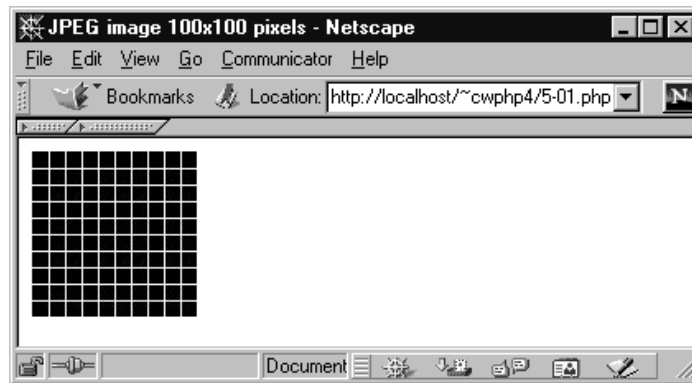 JPEG image 100x100 pixels - Netscape
File Edit View Go Communicator Help
Bookmarks Location: http://localhost/~cwphp4/5-01.php N
Document